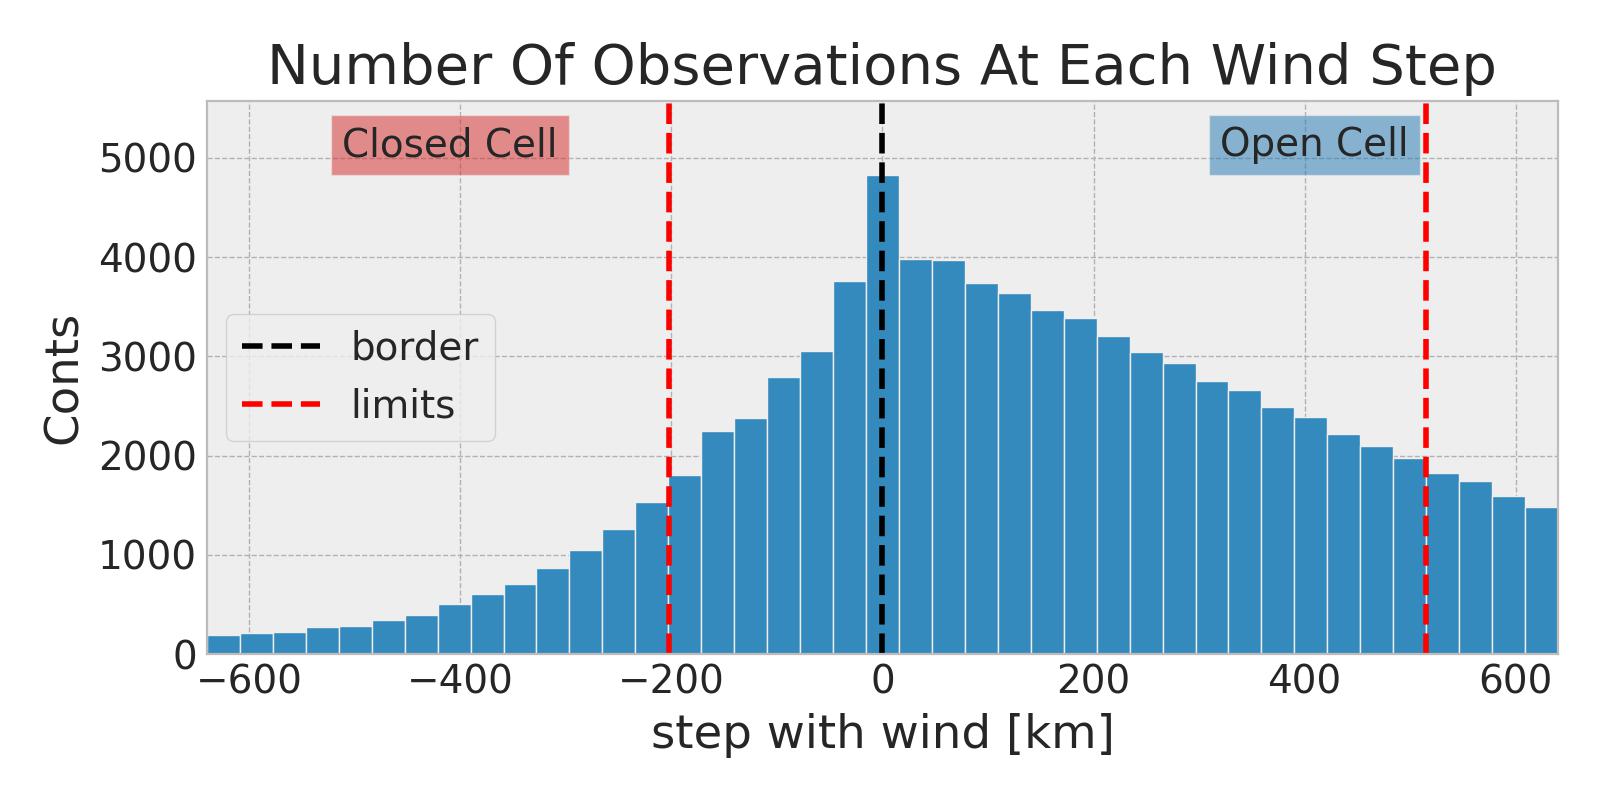 Number Of Observations At Each Wind Step
Closed Cell
Open Cell
5000
4000
3000
2000
1000
0
Conts
border
limits
−600
−400
−200
0
200
400
600
step with wind [km]